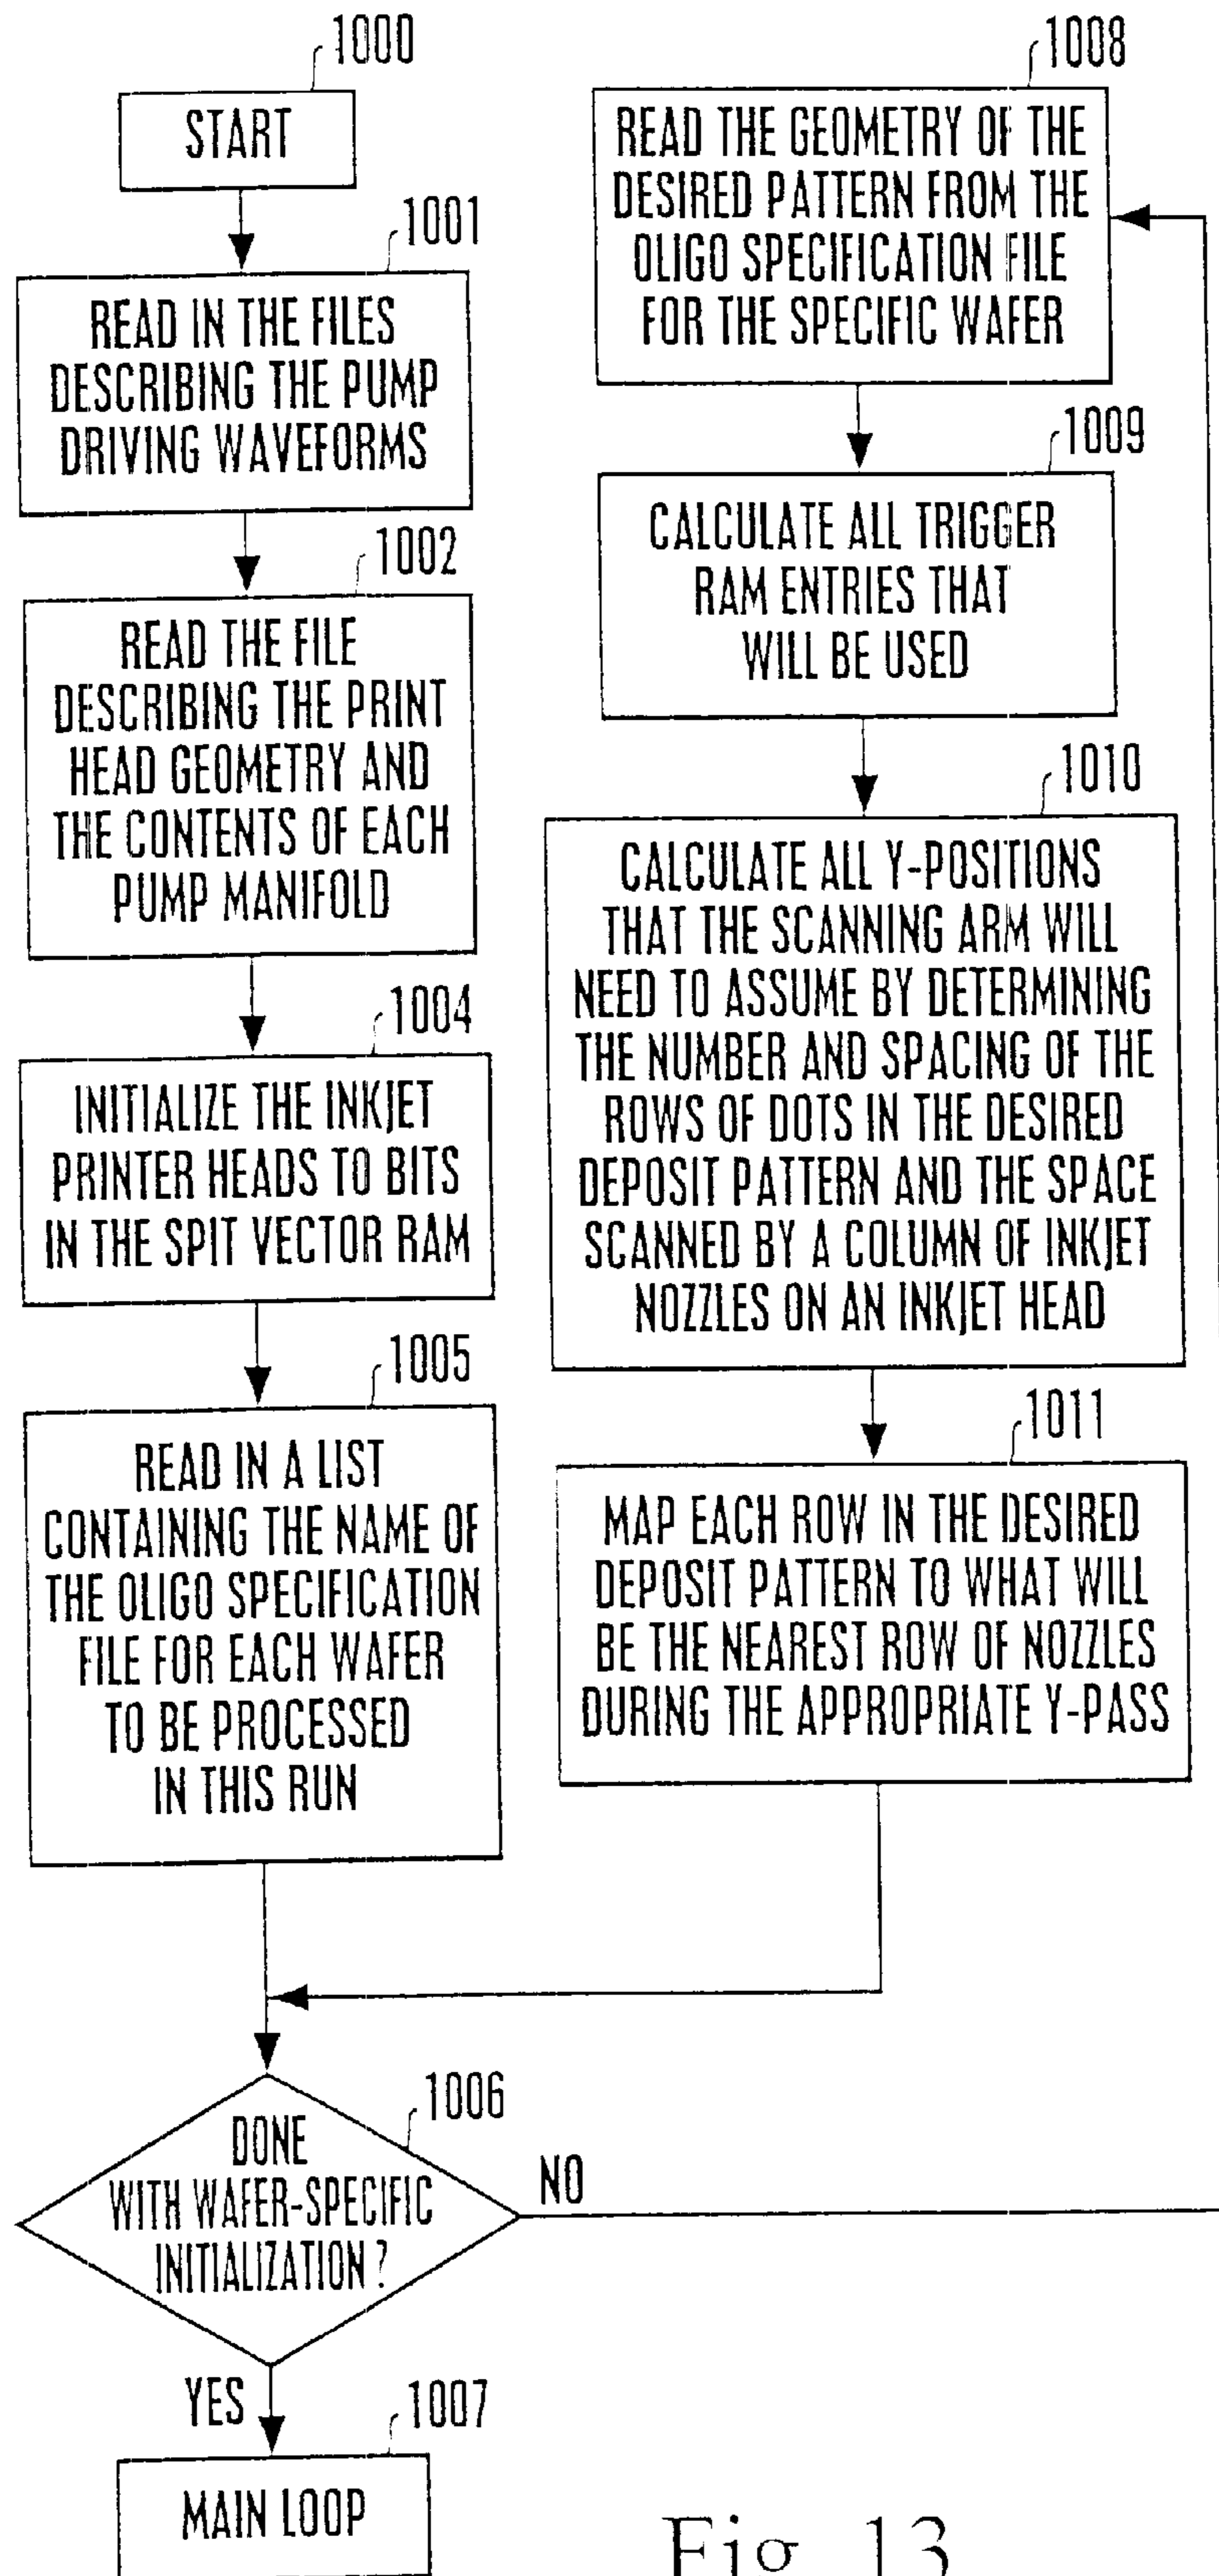 1000
START
1001
READ IN THE FILES
DESCRIBING THE PUMP
DRIVING WAVEFORMS
1002
READ THE FILE
DESCRIBING THE PRINT
HEAD GEOMETRY AND
THE CONTENTS OF EACH
PUMP MANIFOLD
1004
INITIALIZE THE INKJET
PRINTER HEADS TO BITS
IN THE SPIT VECTOR RAM
1005
READ IN A LIST
CONTAINING THE NAME OF
THE OLIGO SPECIFICATION
FILE FOR EACH WAFER
TO BE PROCESSED
IN THIS RUN
1006
DONE
WITH WAFER-SPECIFIC
INITIALIZATION?
NO
YES
1007
MAIN LOOP
1008
READ THE GEOMETRY OF THE
DESIRED PATTERN FROM THE
OLIGO SPECIFICATION FILE
FOR THE SPECIFIC WAFER
1009
CALCULATE ALL TRIGGER
RAM ENTRIES THAT
WILL BE USED
1010
CALCULATE ALL Y-POSITIONS
THAT THE SCANNING ARM WILL
NEED TO ASSUME BY DETERMINING
THE NUMBER AND SPACING OF THE
ROWS OF DOTS IN THE DESIRED
DEPOSIT PATTERN AND THE SPACE
SCANNED BY A COLUMN OF INKJET
NOZZLES ON AN INKJET HEAD
1011
MAP EACH ROW IN THE DESIRED
DEPOSIT PATTERN TO WHAT WILL
BE THE NEAREST ROW OF NOZZLES
DURING THE APPROPRIATE Y-PASS
Fig 13